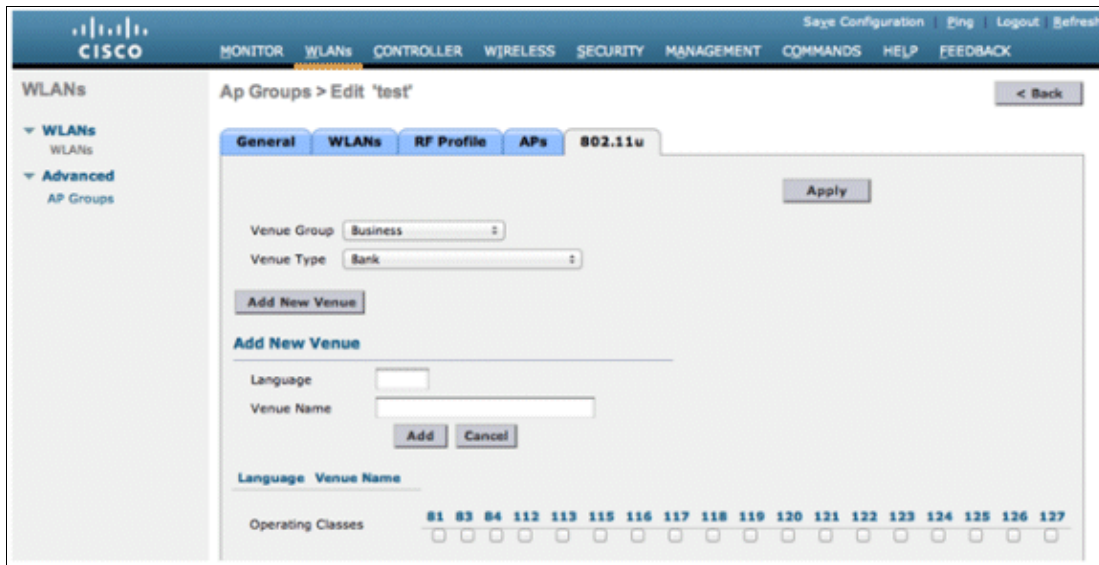 Save Configuration Ping Logout Refresh
CISCO
MONITOR WLANs CONTROLLER WIRELESS SECURITY MANAGEMENT COMMANDS HELP FEEDBACK
WLANs
Ap Groups > Edit 'test'
< Back
WLANs
WLANs
Advanced
AP Groups
General WLANs RF Profile APs 802.11u
Apply
Venue Group Business
Venue Type Bank
Add New Venue
Add New Venue
Language
Venue Name
Add Cancel
Language Venue Name
Operating Classes 81 83 84 112 113 115 116 117 118 119 120 121 122 123 124 125 126 127